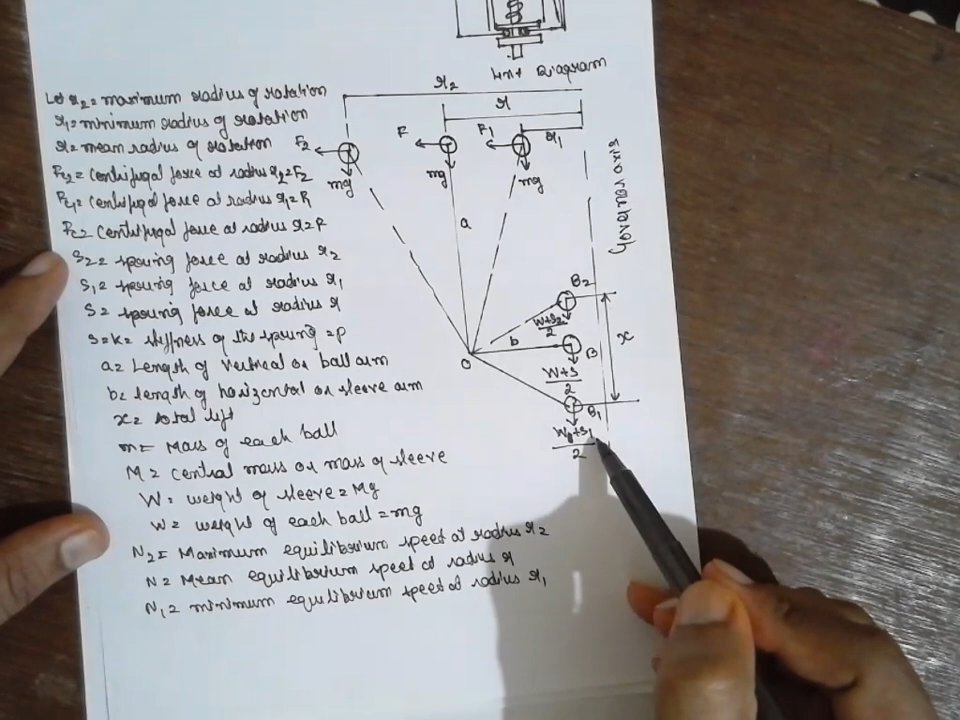 Line Diagram
r2
r
r1
F2
F
F1
mg
mg
mg
a
b
O
B2
B
B1
W+S2
2
W+S
2
W+S1
2
x
Let r2 = maximum radius of rotation
r1 = minimum radius of rotation
r = mean radius of rotation
Fc2 = centrifugal force at radius r2 = F2
Fc1 = centrifugal force at radius r1 = F1
Fc = centrifugal force at radius r = F
S2 = spring force at radius r2
S1 = spring force at radius r1
S = spring force at radius r
s = k = stiffness of the spring = p
a = Length of vertical or ball arm
b = length of horizontal or sleeve arm
x = total lift
m = Mass of each ball
M = central mass or mass of sleeve
W = weight of sleeve = Mg
w = weight of each ball = mg
N2 = Maximum equilibrium speed at radius r2
N = Mean equilibrium speed at radius r
N1 = minimum equilibrium speed at radius r1